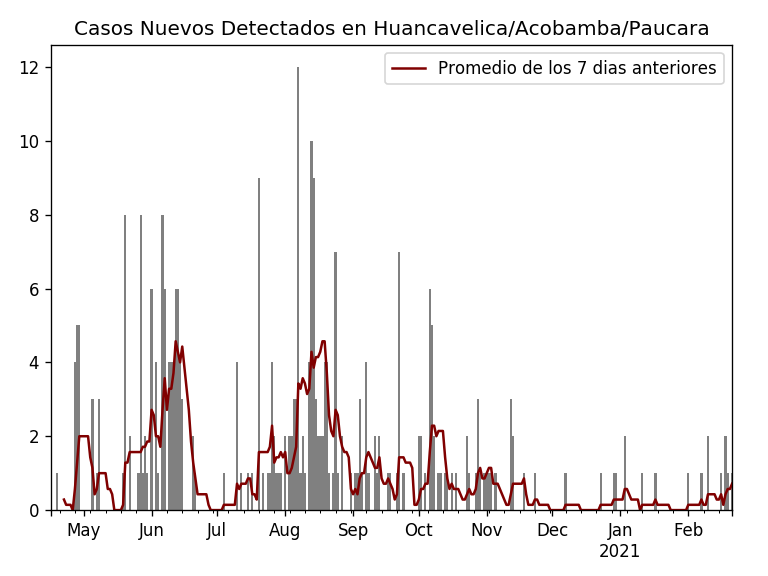 Casos Nuevos Detectados en Huancavelica/Acobamba/Paucara
Promedio de los 7 dias anteriores
12
10
8
6
4
2
0
May Jun Jul Aug Sep Oct Nov Dec Jan Feb
2021